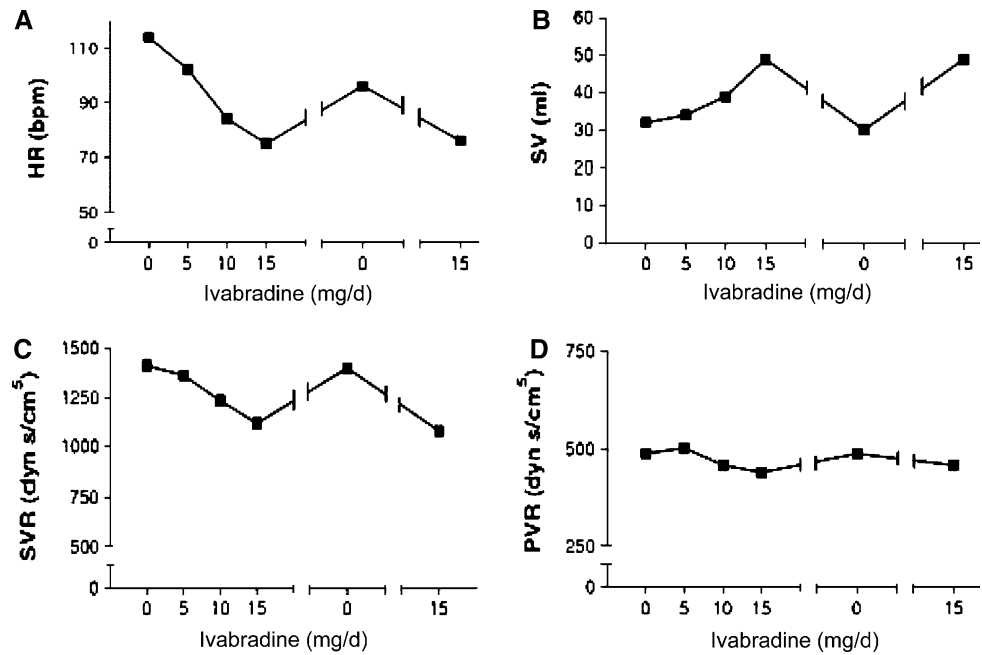 A
HR (bpm)
110
90
70
50
0
0 5 10 15 0 15
Ivabradine (mg/d)
B
SV (ml)
60
50
40
30
20
10
0
0 5 10 15 0 15
Ivabradine (mg/d)
C
SVR (dyn s/cm⁵)
1500
1250
1000
750
500
0
0 5 10 15 0 15
Ivabradine (mg/d)
D
PVR (dyn s/cm⁵)
750
500
250
0
0 5 10 15 0 15
Ivabradine (mg/d)